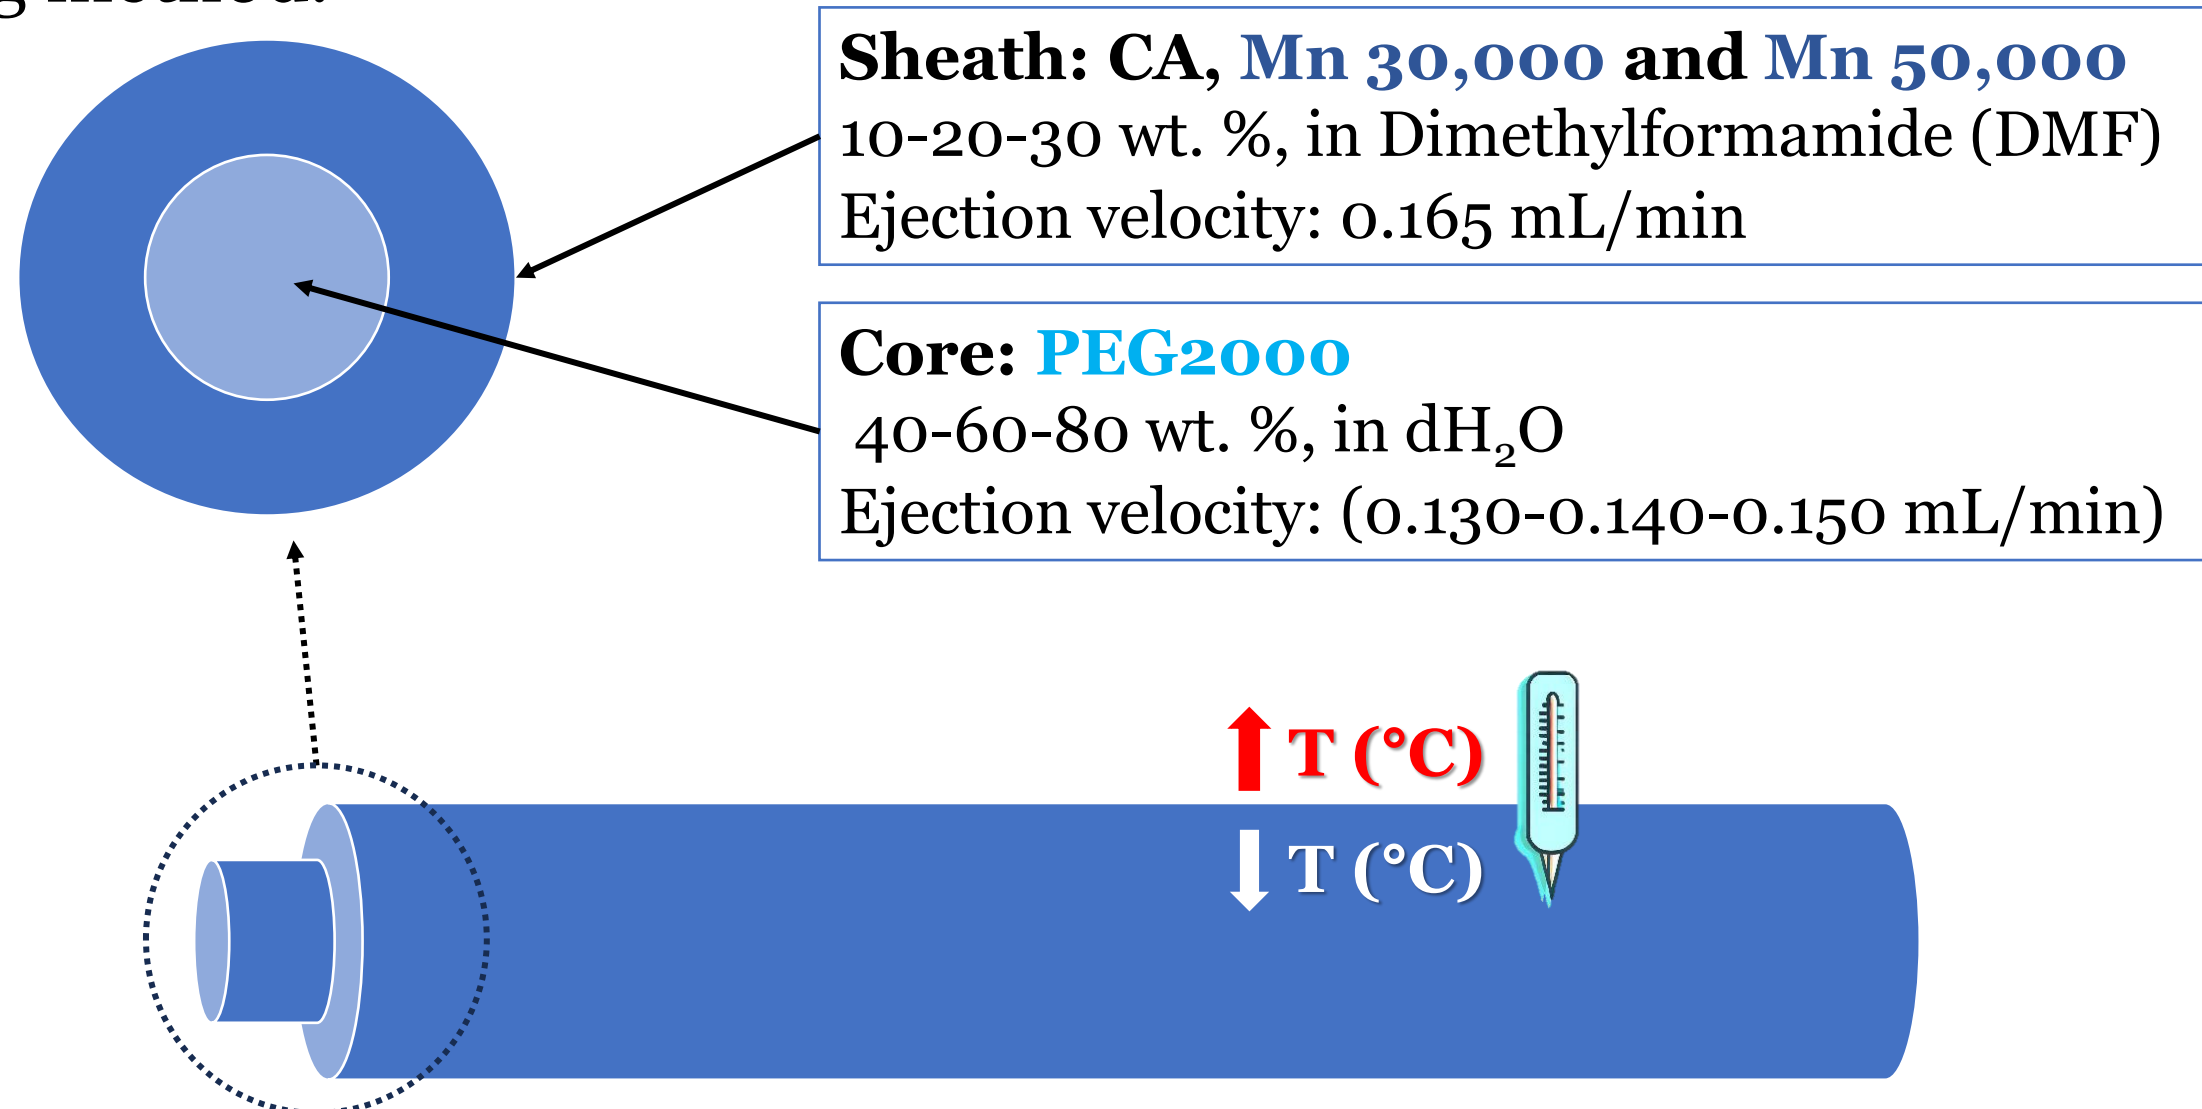 Sheath: CA, Mn 30,000 and Mn 50,000
10-20-30 wt. %, in Dimethylformamide (DMF)
Ejection velocity: 0.165 mL/min
Core: PEG2000
40-60-80 wt. %, in dH₂O
Ejection velocity: (0.130-0.140-0.150 mL/min)
T (°C)
T (°C)